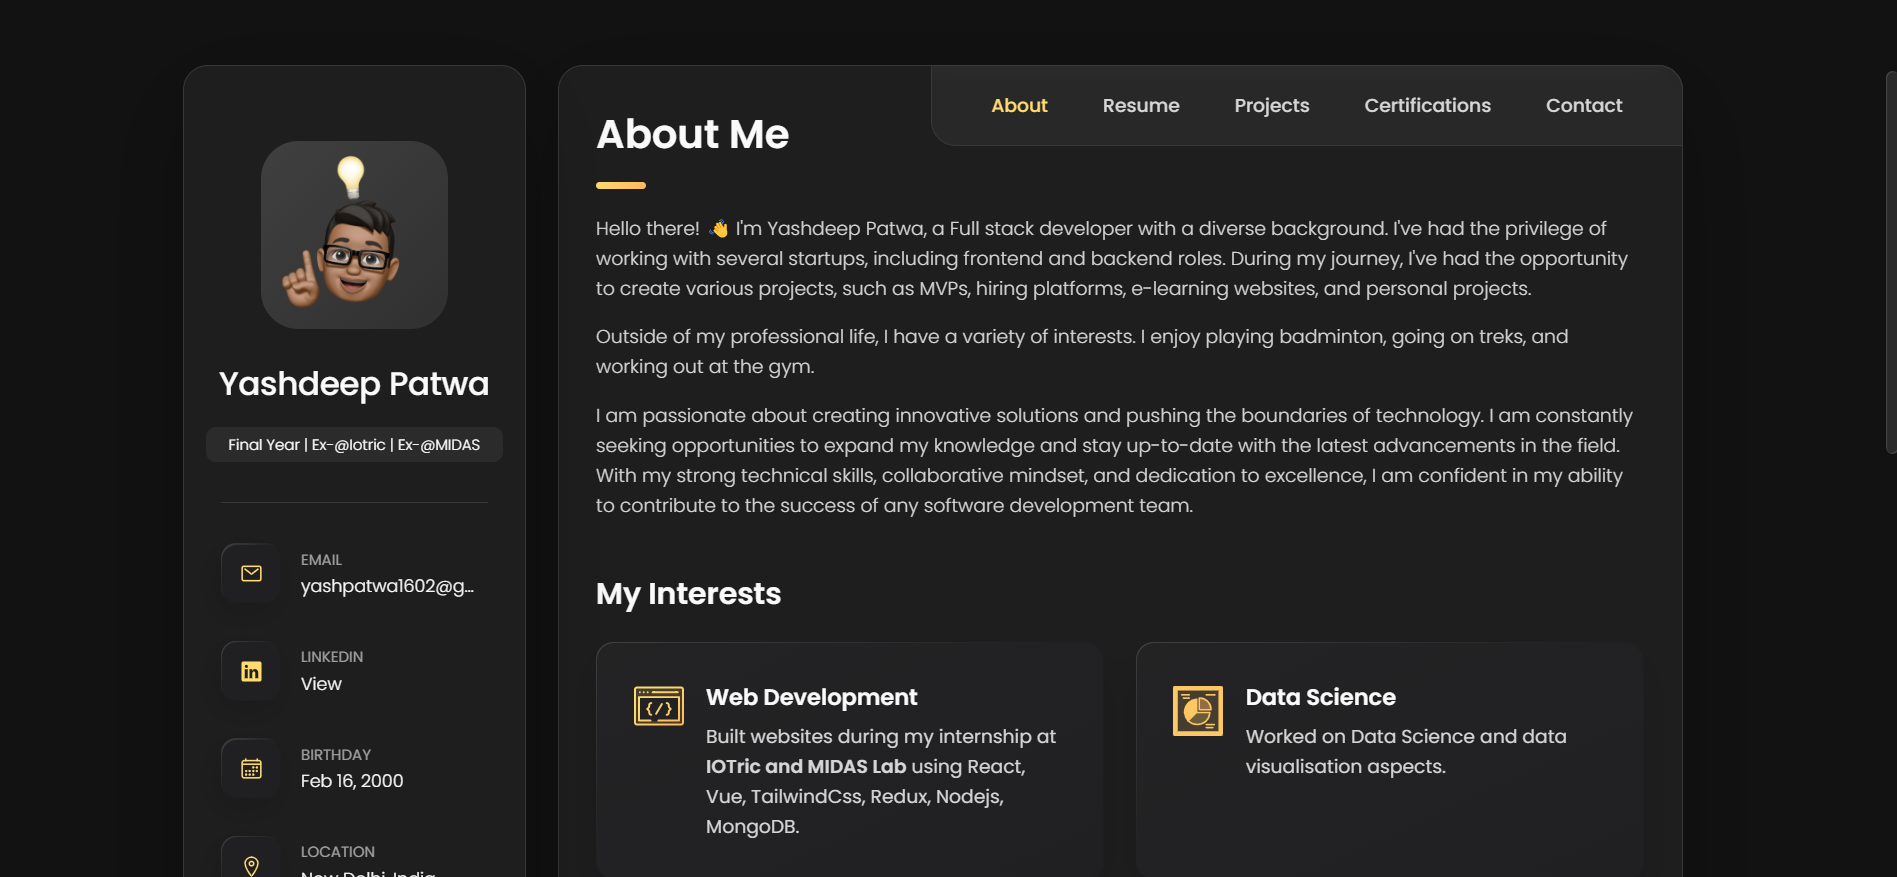 Yashdeep Patwa
Final Year | Ex-@Iotric | Ex-@MIDAS
EMAIL
yashpatwa1602@g...
LINKEDIN
View
BIRTHDAY
Feb 16, 2000
LOCATION
New Delhi, India
About
Resume
Projects
Certifications
Contact
About Me
Hello there! 👋 I'm Yashdeep Patwa, a Full stack developer with a diverse background. I've had the privilege of
working with several startups, including frontend and backend roles. During my journey, I've had the opportunity
to create various projects, such as MVPs, hiring platforms, e-learning websites, and personal projects.
Outside of my professional life, I have a variety of interests. I enjoy playing badminton, going on treks, and
working out at the gym.
I am passionate about creating innovative solutions and pushing the boundaries of technology. I am constantly
seeking opportunities to expand my knowledge and stay up-to-date with the latest advancements in the field.
With my strong technical skills, collaborative mindset, and dedication to excellence, I am confident in my ability
to contribute to the success of any software development team.
My Interests
Web Development
Built websites during my internship at
IOTric and MIDAS Lab using React,
Vue, TailwindCss, Redux, Nodejs,
MongoDB.
Data Science
Worked on Data Science and data
visualisation aspects.